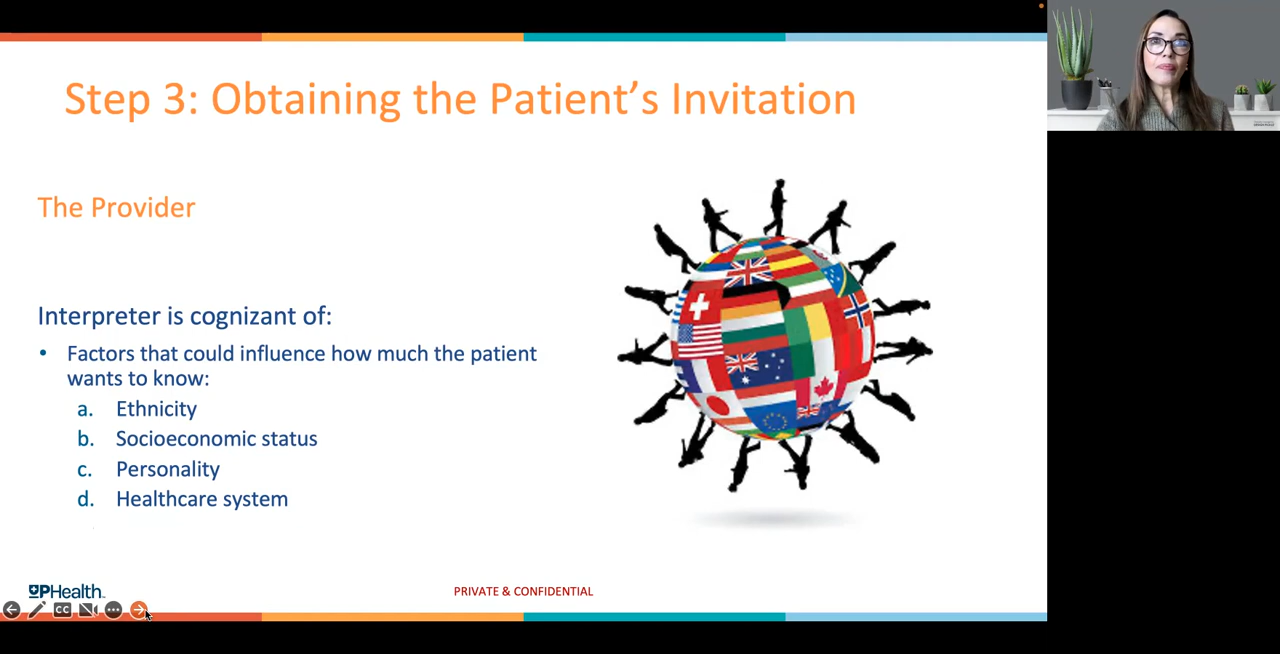 Step 3: Obtaining the Patient's Invitation
The Provider
Interpreter is cognizant of:
• Factors that could influence how much the patient
wants to know:
a. Ethnicity
b. Socioeconomic status
c. Personality
d. Healthcare system
UPHealth
PRIVATE & CONFIDENTIAL
CC